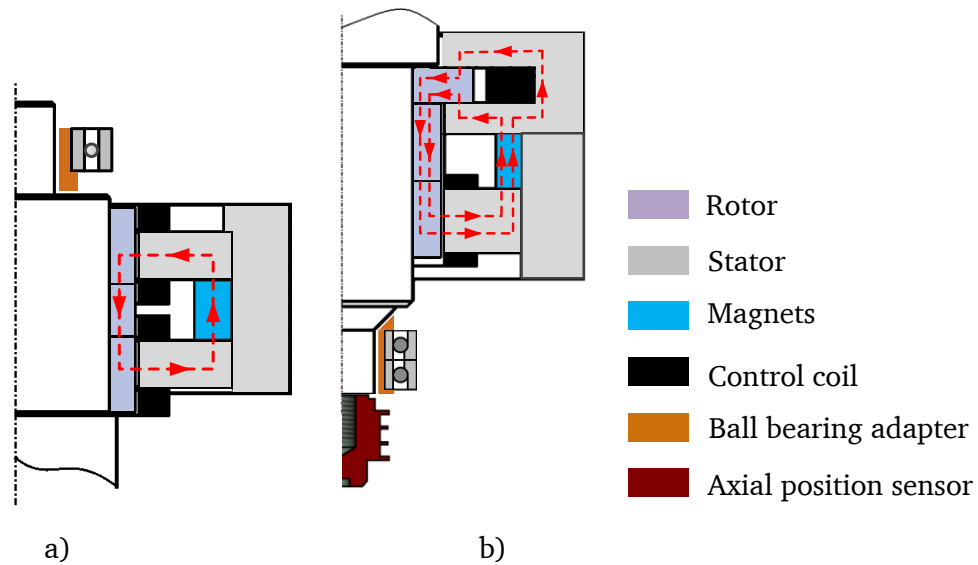 Rotor
Stator
Magnets
Control coil
Ball bearing adapter
Axial position sensor
a)
b)